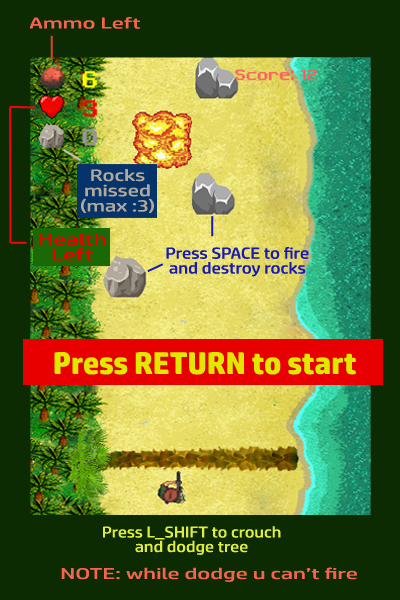 Ammo Left
6
Score: 12
3
0
Rocks
missed
(max :3)
Health
Left
Press SPACE to fire
and destroy rocks
Press RETURN to start
Press L_SHIFT to crouch
and dodge tree
NOTE: while dodge u can't fire